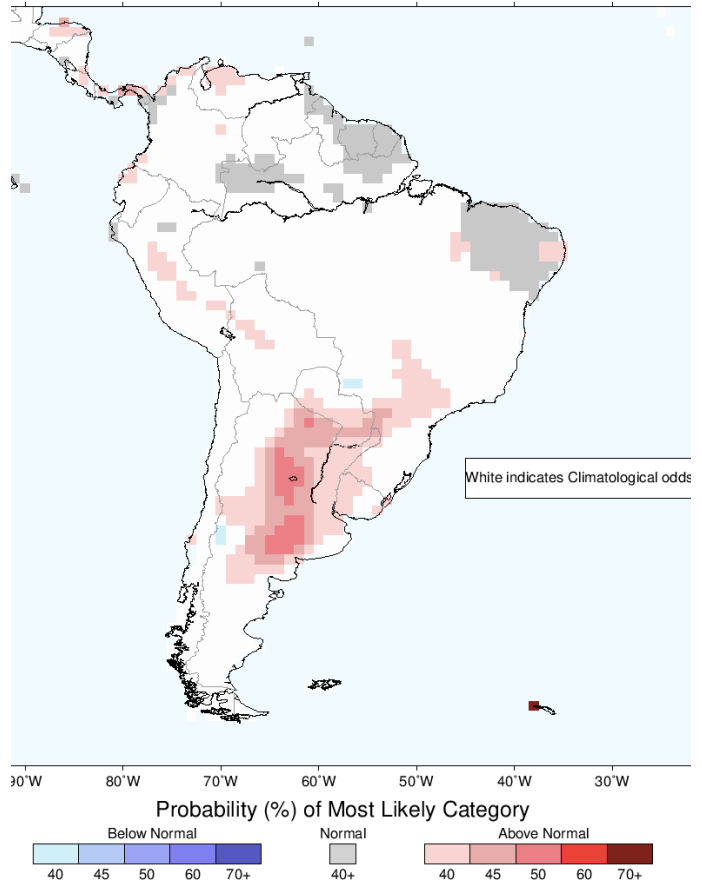 White indicates Climatological odds
90°W 80°W 70°W 60°W 50°W 40°W 30°W
Probability (%) of Most Likely Category
Below Normal Normal Above Normal
40 45 50 60 70+ 40+ 40 45 50 60 70+